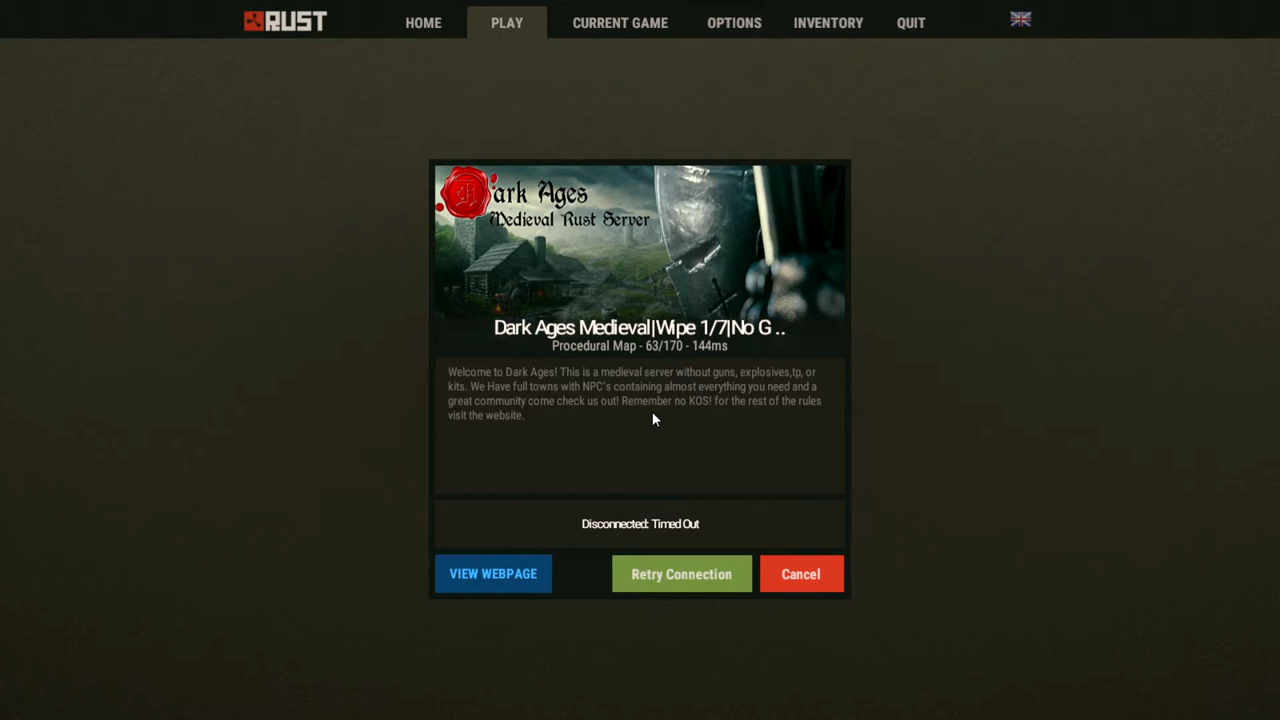 RUST HOME PLAY CURRENT GAME OPTIONS INVENTORY QUIT
Dark Ages
Medieval Rust Server
Dark Ages Medieval|Wipe 1/7|No G ..
Procedural Map - 63/170 - 144ms
Welcome to Dark Ages! This is a medieval server without guns, explosives,tp, or
kits. We Have full towns with NPC's containing almost everything you need and a
great community come check us out! Remember no KOS! for the rest of the rules
visit the website.
Disconnected: Timed Out
VIEW WEBPAGE Retry Connection Cancel